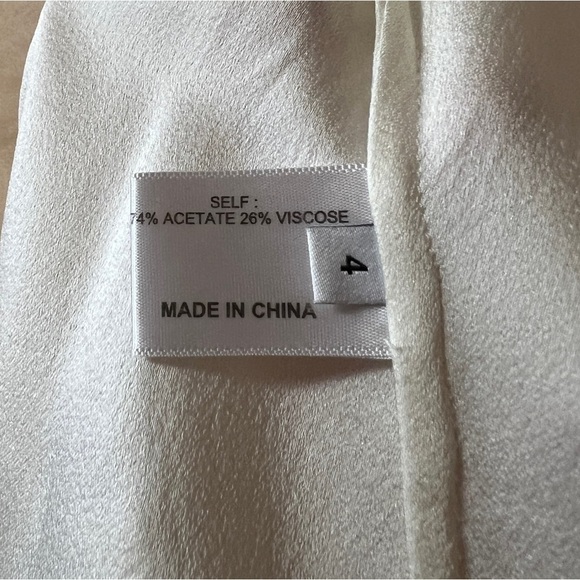 SELF :
74% ACETATE 26% VISCOSE
4
MADE IN CHINA